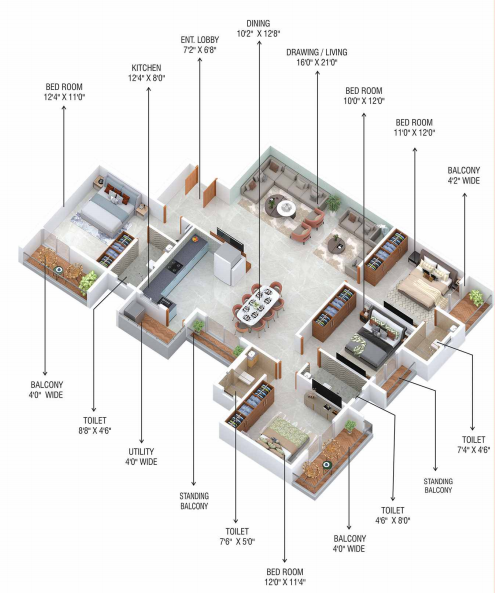 DINING
10'2" X 12'8"
ENT. LOBBY
7'2" X 6'8"
DRAWING / LIVING
16'0" X 21'0"
KITCHEN
12'4" X 8'0"
BED ROOM
12'4" X 11'0"
BED ROOM
10'0" X 12'0"
BED ROOM
11'0" X 12'0"
BALCONY
4'2" WIDE
BALCONY
4'0" WIDE
TOILET
8'8" X 4'6"
UTILITY
4'0" WIDE
STANDING
BALCONY
TOILET
7'6" X 5'0"
BED ROOM
12'0" X 11'4"
BALCONY
4'0" WIDE
TOILET
4'6" X 8'0"
STANDING
BALCONY
TOILET
7'4" X 4'6"